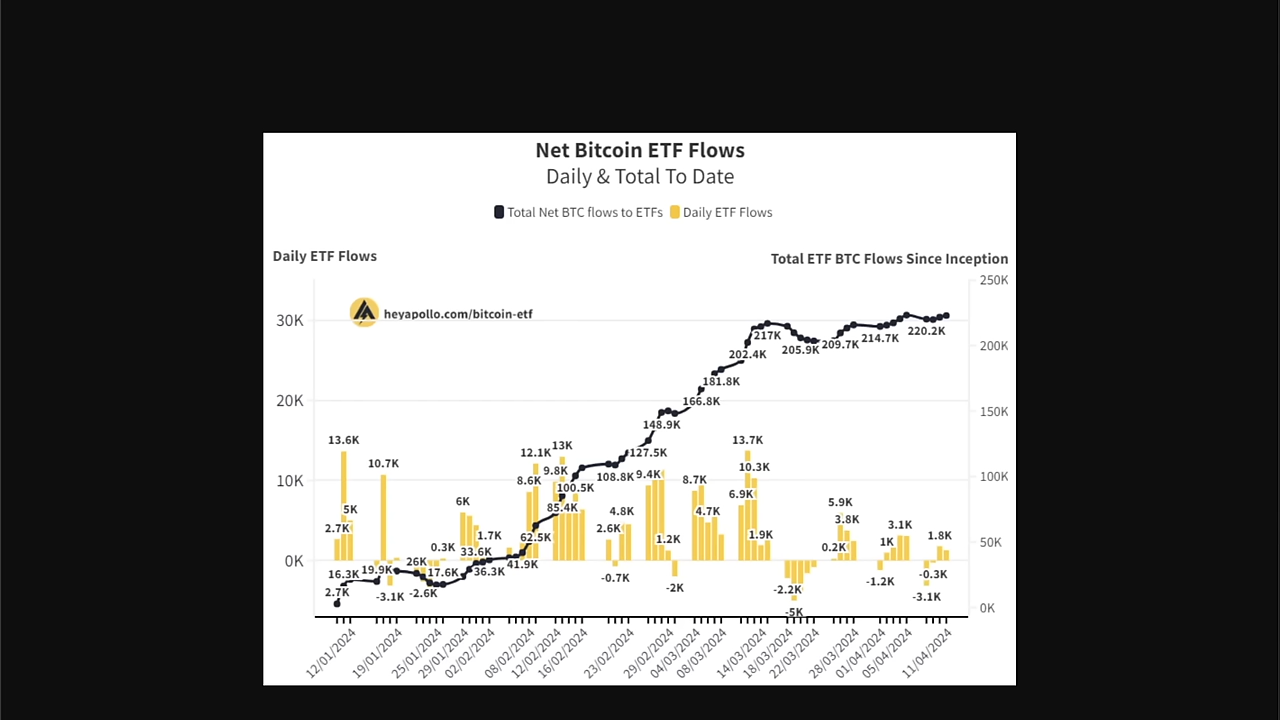 Net Bitcoin ETF Flows
Daily & Total To Date
Total Net BTC flows to ETFs Daily ETF Flows
Daily ETF Flows
Total ETF BTC Flows Since Inception
250K
heyapollo.com/bitcoin-etf
30K
217K
220.2K
214.7K
209.7K
205.9K
200K
202.4K
181.8K
20K
166.8K
150K
148.9K
13.6K
13.7K
13K
12.1K
127.5K
10.7K
10.3K
9.8K
9.4K
108.8K
100K
8.6K
8.7K
10K
100.5K
6.9K
6K
5.9K
5K
85.4K
4.8K
4.7K
3.8K
2.7K
2.6K
3.1K
1.7K
62.5K
1.2K
1.9K
1K
1.8K
50K
0.3K
33.6K
0.2K
0K
26K
41.9K
16.3K
19.9K
17.6K
36.3K
-0.7K
-0.3K
-1.2K
2.7K
-3.1K
-2.6K
-2K
-2.2K
-3.1K
0K
-5K
12/01/2024
19/01/2024
25/01/2024
29/01/2024
02/02/2024
08/02/2024
12/02/2024
16/02/2024
23/02/2024
29/02/2024
04/03/2024
08/03/2024
14/03/2024
18/03/2024
22/03/2024
28/03/2024
01/04/2024
05/04/2024
11/04/2024